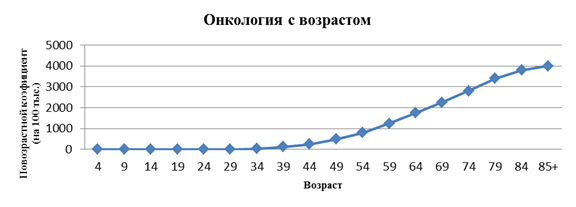 Онкология с возрастом
Повозрастной коэфициент
(на 100 тыс.)
5000
4000
3000
2000
1000
0
4 9 14 19 24 29 34 39 44 49 54 59 64 69 74 79 84 85+
Возраст